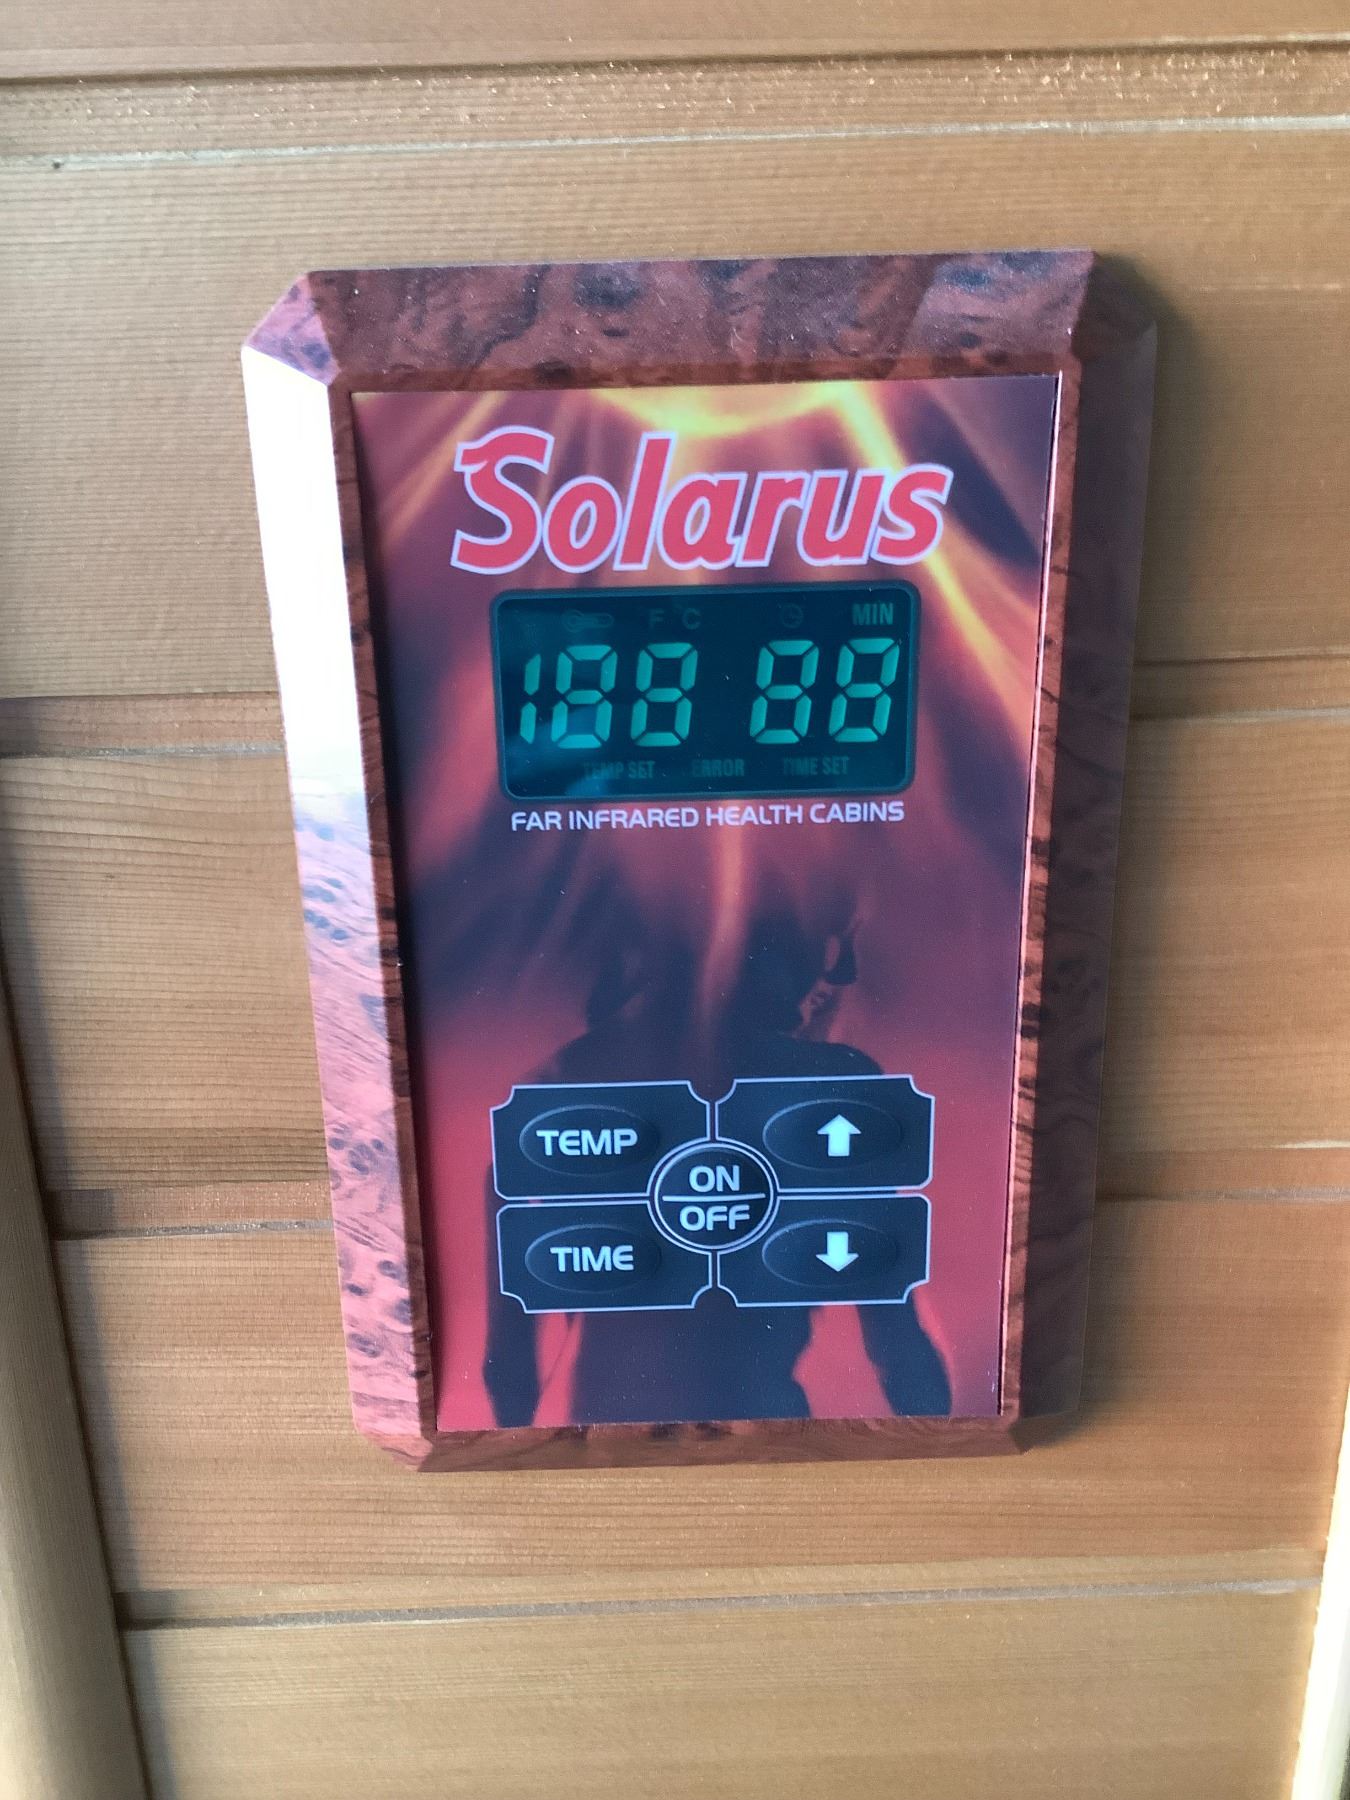 Solarus
F °C MIN
188 88
TEMP SET ERROR TIME SET
FAR INFRARED HEALTH CABINS
TEMP
ON
OFF
TIME